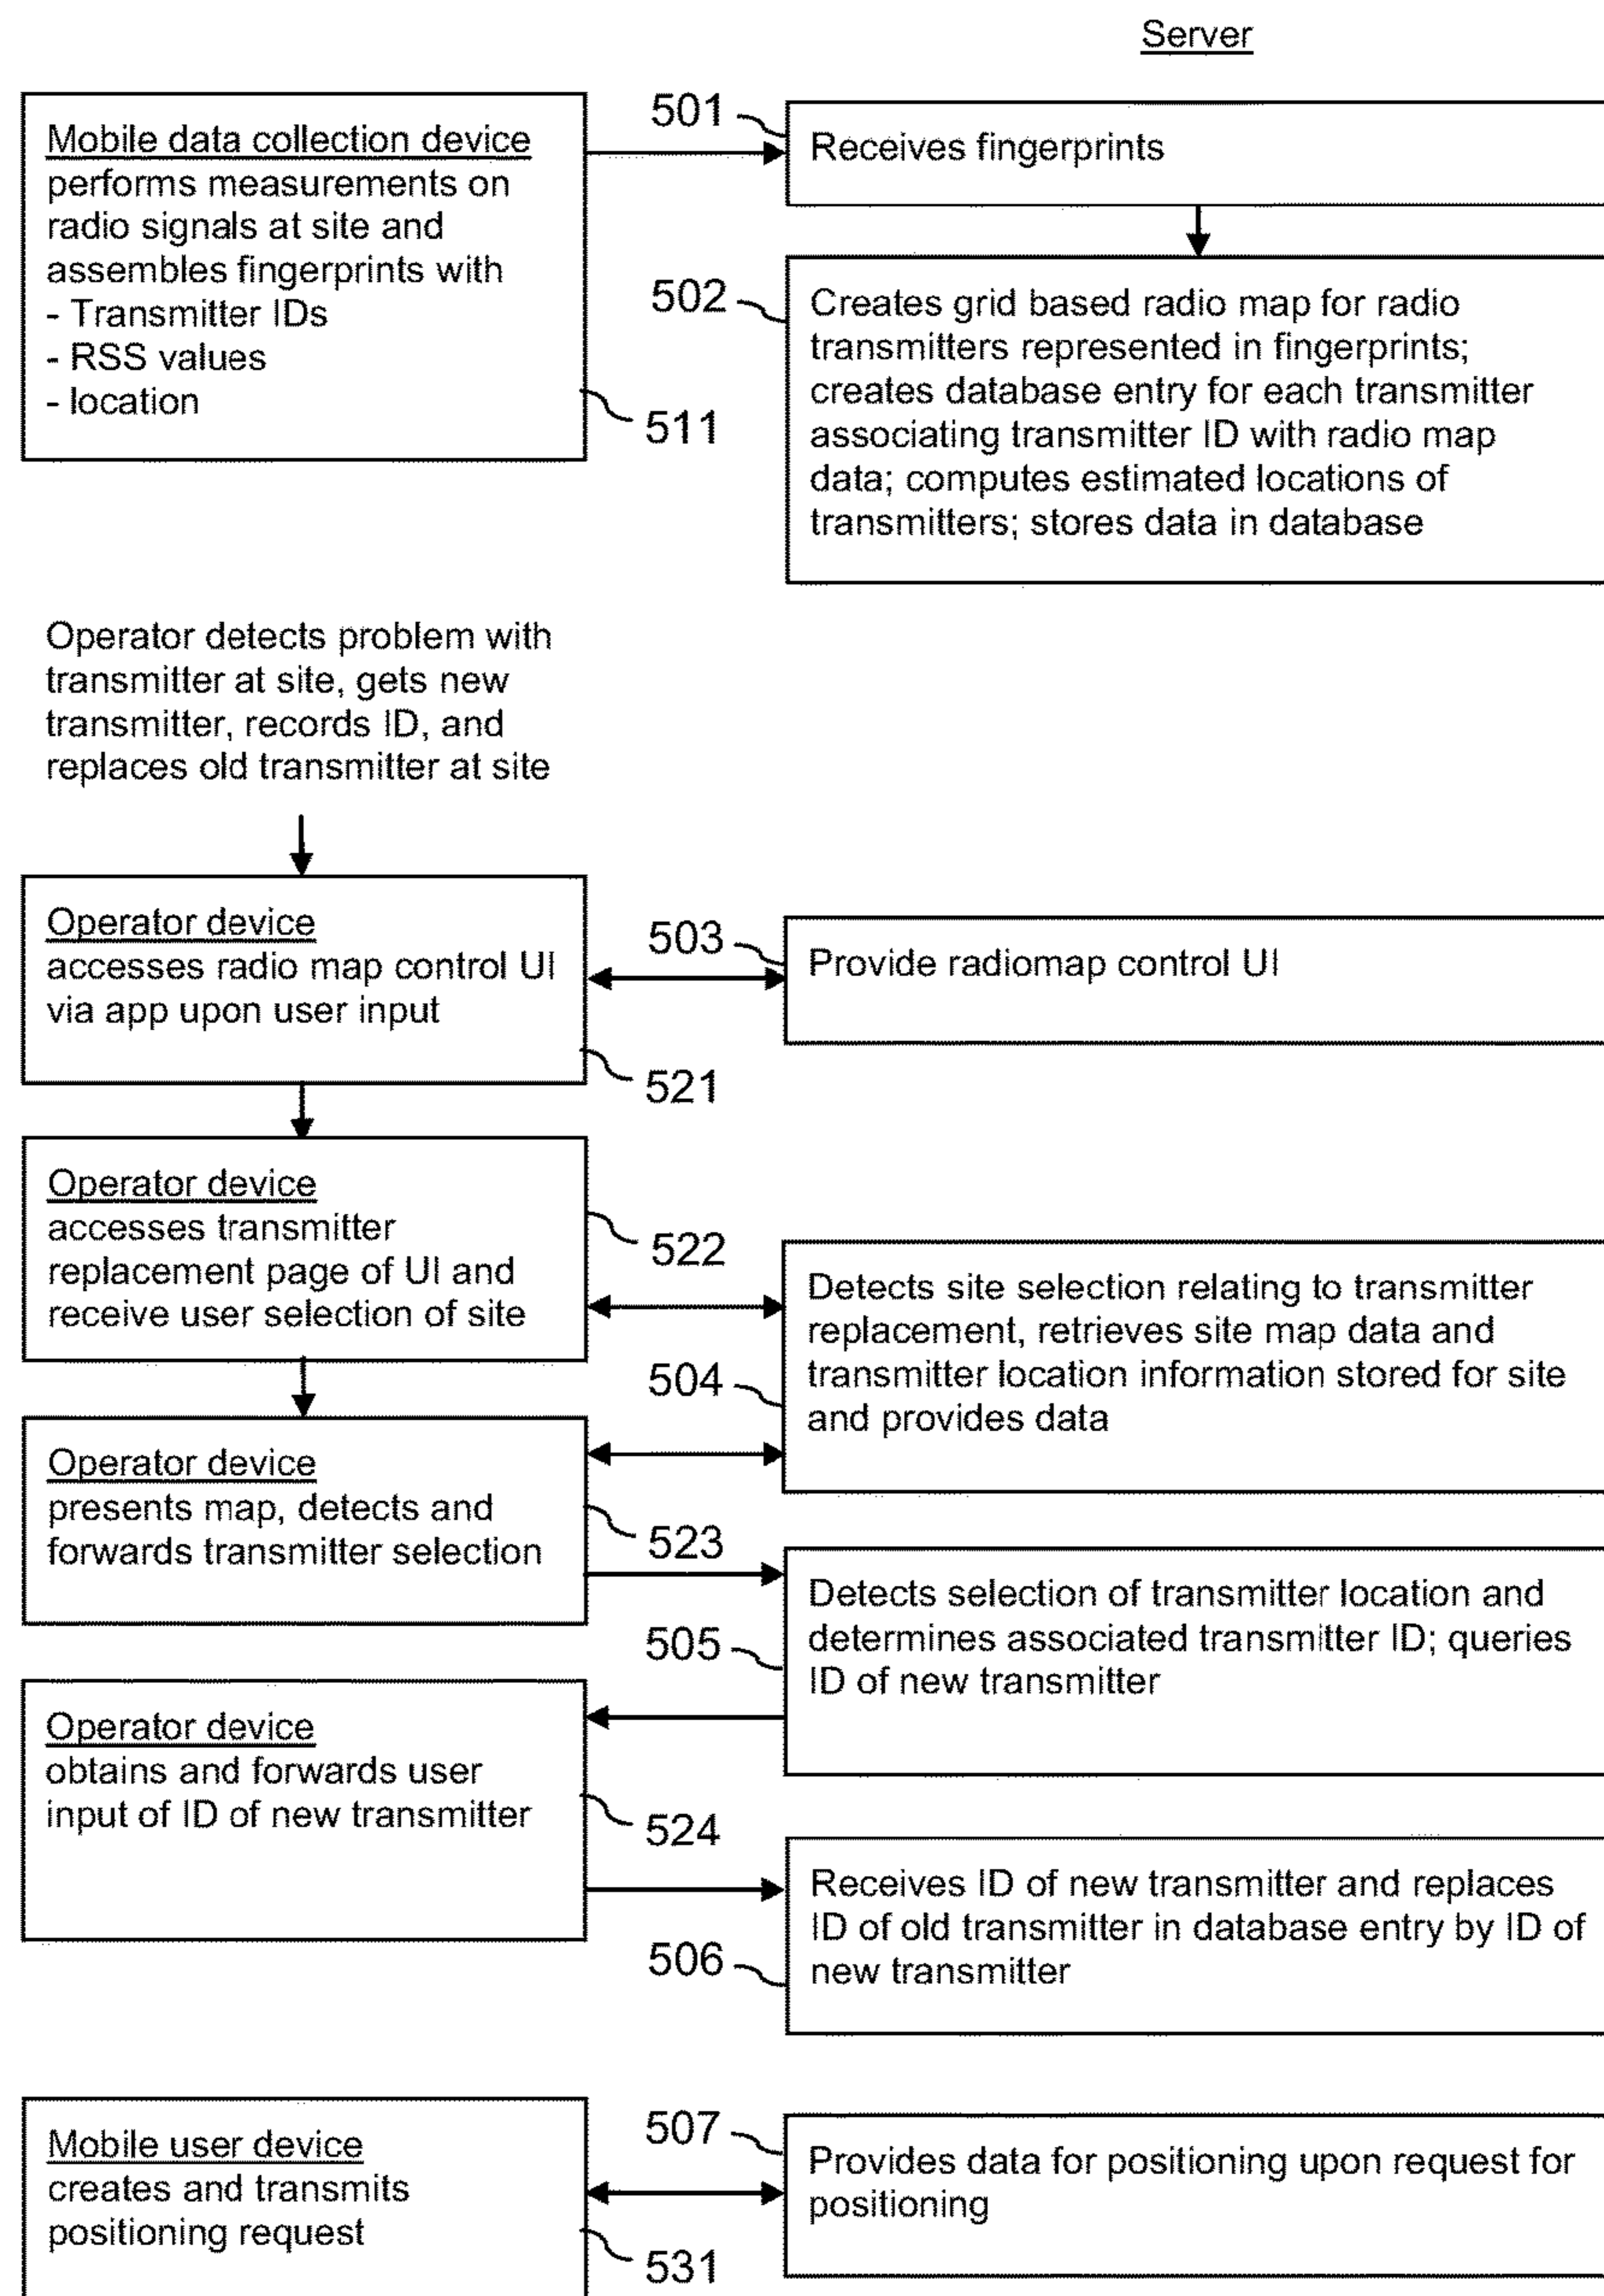 Server
Mobile data collection device
performs measurements on
radio signals at site and
assembles fingerprints with
- Transmitter IDs
- RSS values
- location
511
501
Receives fingerprints
502
Creates grid based radio map for radio
transmitters represented in fingerprints;
creates database entry for each transmitter
associating transmitter ID with radio map
data; computes estimated locations of
transmitters; stores data in database
Operator detects problem with
transmitter at site, gets new
transmitter, records ID, and
replaces old transmitter at site
Operator device
accesses radio map control UI
via app upon user input
521
503
Provide radiomap control UI
Operator device
accesses transmitter
replacement page of UI and
receive user selection of site
522
504
Detects site selection relating to transmitter
replacement, retrieves site map data and
transmitter location information stored for site
and provides data
Operator device
presents map, detects and
forwards transmitter selection
523
505
Detects selection of transmitter location and
determines associated transmitter ID; queries
ID of new transmitter
Operator device
obtains and forwards user
input of ID of new transmitter
524
506
Receives ID of new transmitter and replaces
ID of old transmitter in database entry by ID of
new transmitter
Mobile user device
creates and transmits
positioning request
531
507
Provides data for positioning upon request for
positioning